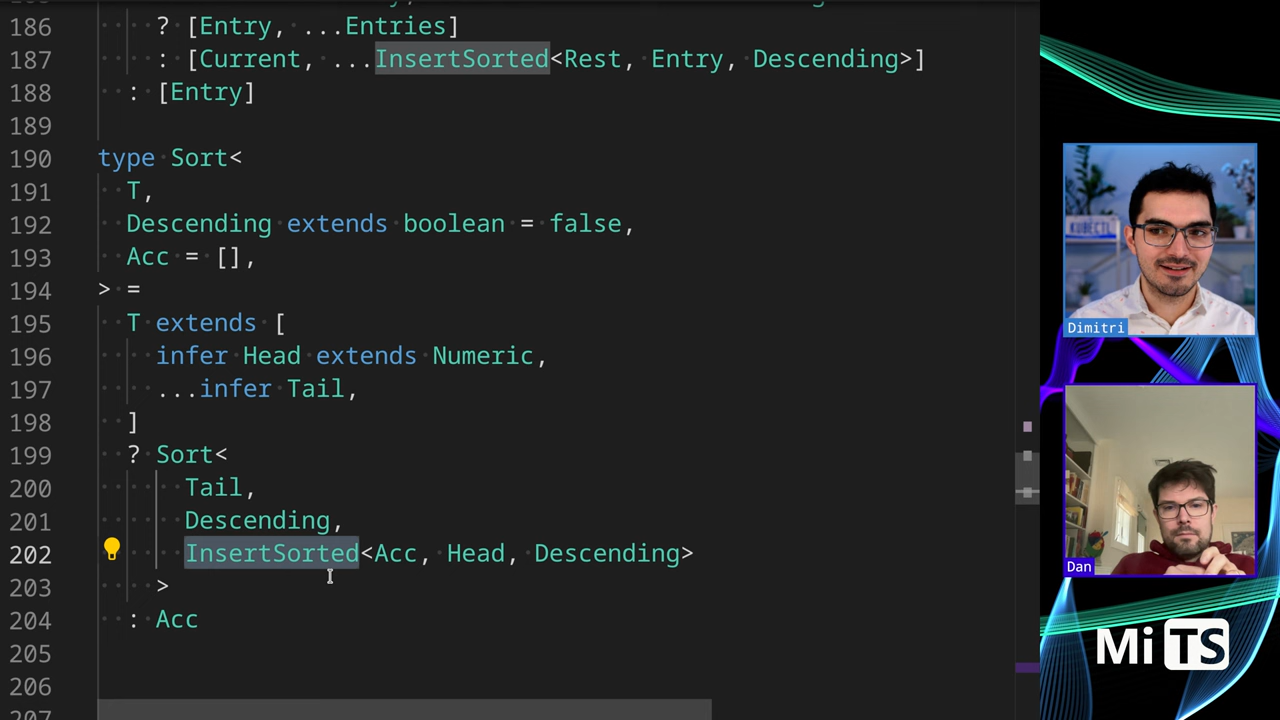 186 ? [Entry, ...Entries]
187 : [Current, ...InsertSorted<Rest, Entry, Descending>]
188 : [Entry]
189
190 type Sort<
191 T,
192 Descending extends boolean = false,
193 Acc = [],
194 > =
195 T extends [
196 infer Head extends Numeric,
197 ...infer Tail,
198 ]
199 ? Sort<
200 Tail,
201 Descending,
202 InsertSorted<Acc, Head, Descending>
203 >
204 : Acc
205
206
207
KUBECTL
Dimitri
Dan
Mi TS